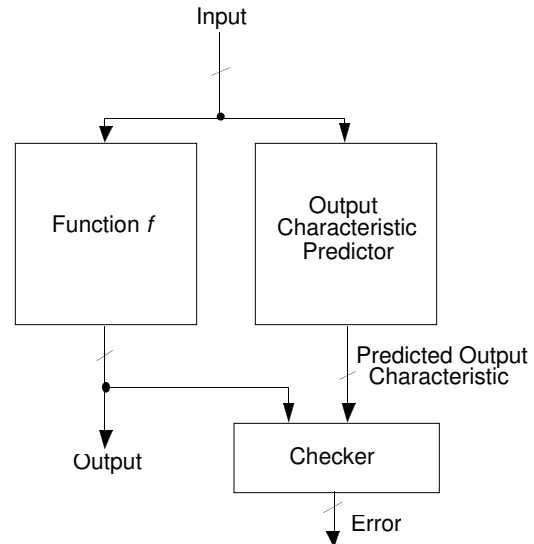 Input
Function f
Output
Characteristic
Predictor
Predicted Output
Characteristic
Output
Checker
Error